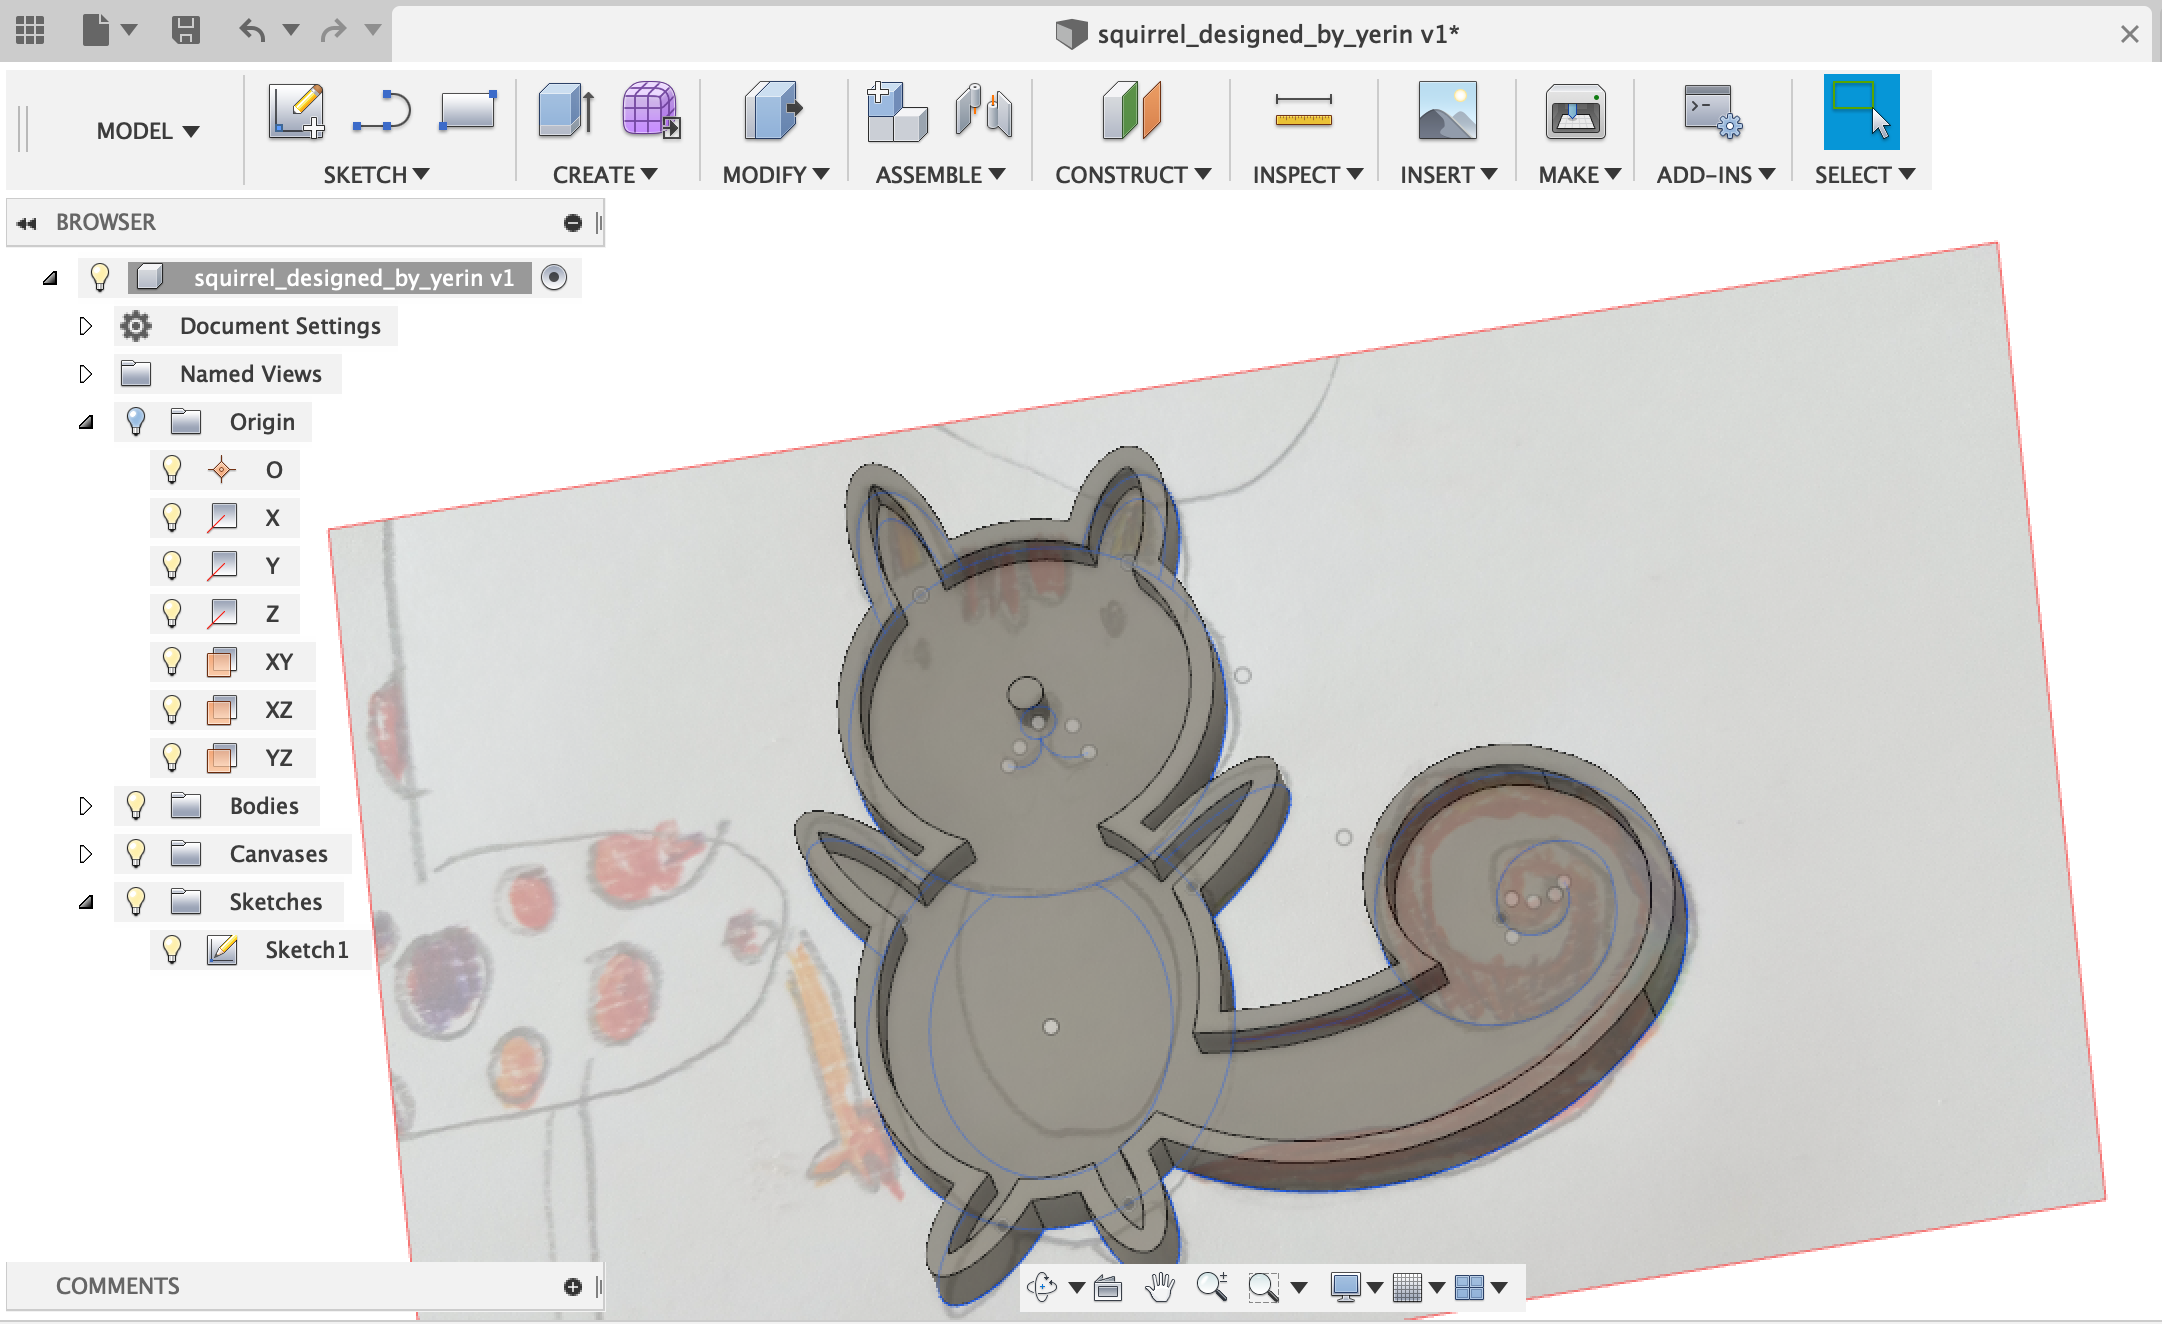 squirrel_designed_by_yerin v1*
MODEL
SKETCH
CREATE
MODIFY
ASSEMBLE
CONSTRUCT
INSPECT
INSERT
MAKE
ADD-INS
SELECT
BROWSER
squirrel_designed_by_yerin v1
Document Settings
Named Views
Origin
O
X
Y
Z
XY
XZ
YZ
Bodies
Canvases
Sketches
Sketch1
COMMENTS